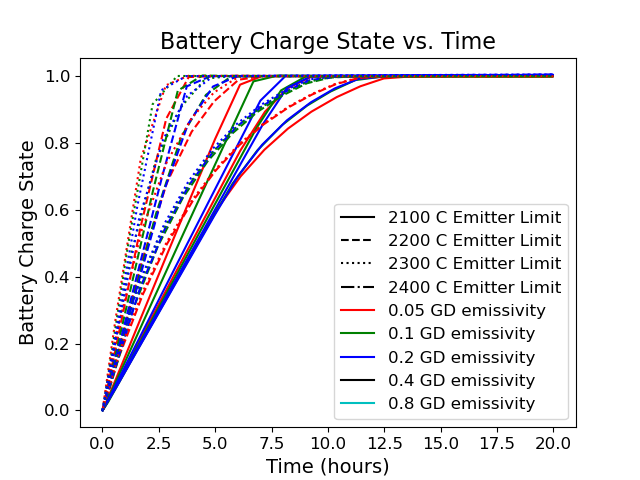 Battery Charge State vs. Time
Battery Charge State
1.0
0.8
0.6
0.4
0.2
0.0
2100 C Emitter Limit
2200 C Emitter Limit
2300 C Emitter Limit
2400 C Emitter Limit
0.05 GD emissivity
0.1 GD emissivity
0.2 GD emissivity
0.4 GD emissivity
0.8 GD emissivity
0.0 2.5 5.0 7.5 10.0 12.5 15.0 17.5 20.0
Time (hours)